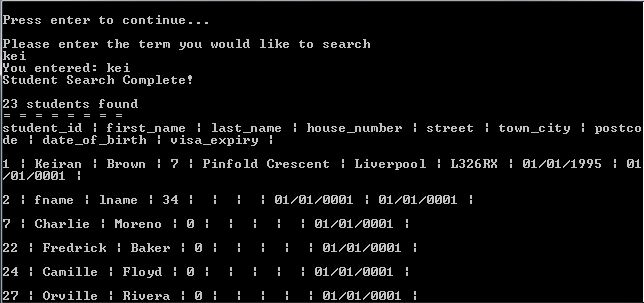 Press enter to continue...
Please enter the term you would like to search
kei
You entered: kei
Student Search Complete!
23 students found
= = = = = = = =
student_id | first_name | last_name | house_number | street | town_city | postco
de | date_of_birth | visa_expiry |
1 | Keiran | Brown | 7 | Pinfold Crescent | Liverpool | L326RX | 01/01/1995 | 01
/01/0001 |
2 | fname | lname | 34 |  |  |  | 01/01/0001 | 01/01/0001 |
7 | Charlie | Moreno | 0 |  |  |  |  | 01/01/0001 |
22 | Fredrick | Baker | 0 |  |  |  |  | 01/01/0001 |
24 | Camille | Floyd | 0 |  |  |  |  | 01/01/0001 |
27 | Orville | Rivera | 0 |  |  |  |  | 01/01/0001 |